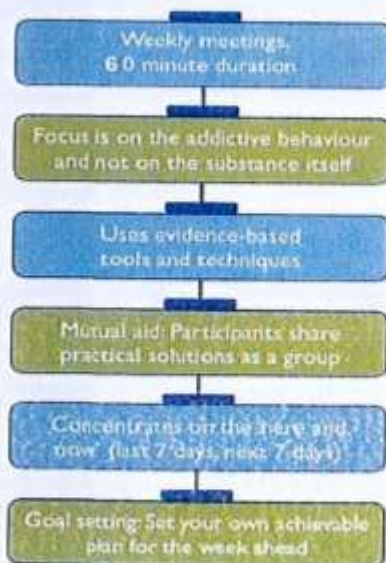 Weekly meetings,
60 minute duration
Focus is on the addictive behaviour
and not on the substance itself
Uses evidence-based
tools and techniques
Mutual aid: Participants share
practical solutions as a group
Concentrates on the 'here and
now' (last 7 days, next 7 days)
Goal setting: Set your own achievable
plan for the week ahead